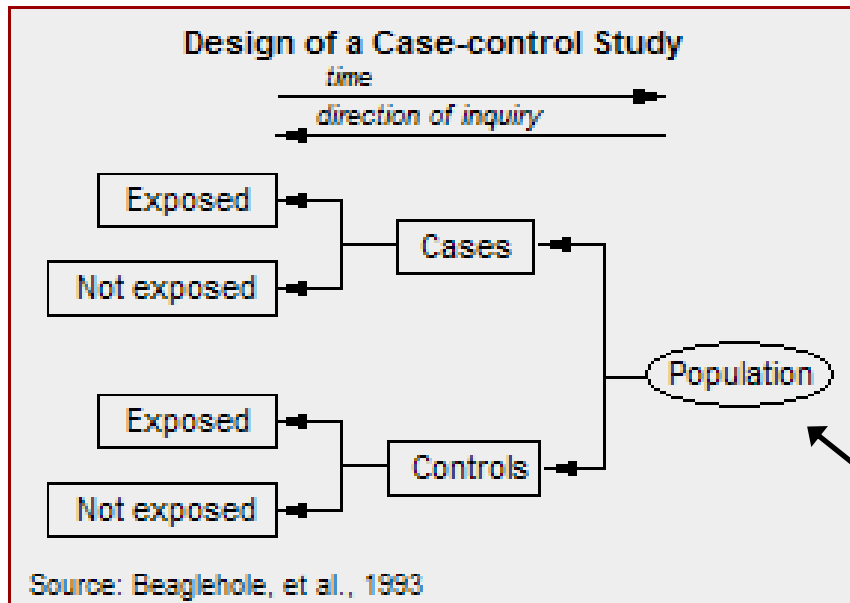 Design of a Case-control Study
time
direction of inquiry
Exposed
Cases
Not exposed
Population
Exposed
Controls
Not exposed
Source: Beaglehole, et al., 1993